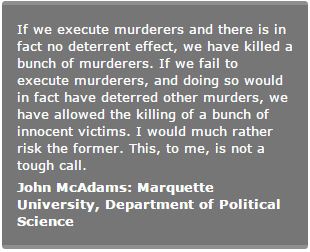 If we execute murderers and there is in
fact no deterrent effect, we have killed a
bunch of murderers. If we fail to
execute murderers, and doing so would
in fact have deterred other murders, we
have allowed the killing of a bunch of
innocent victims. I would much rather
risk the former. This, to me, is not a
tough call.
John McAdams: Marquette
University, Department of Political
Science